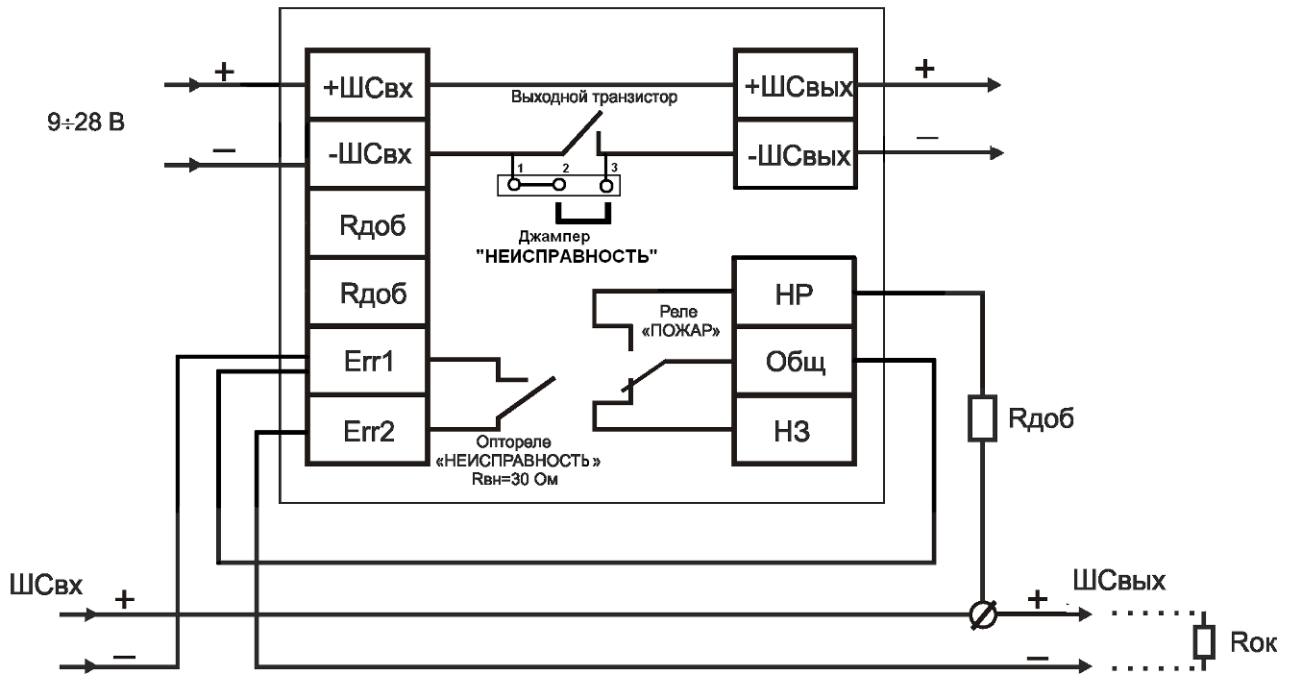 +ШСвх
+ШСвых
+
+
Выходной транзистор
9÷28 В
–
-ШСвх
-ШСвых
–
1
2
3
Rдоб
Джампер
"НЕИСПРАВНОСТЬ"
Rдоб
НР
Реле
«ПОЖАР»
Err1
Общ
Err2
НЗ
Rдоб
Оптореле
«НЕИСПРАВНОСТЬ»
Rвн=30 Ом
ШСвх
ШСвых
+
+
–
–
Rок